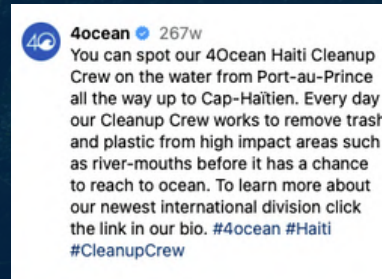 4ocean 267w
You can spot our 4Ocean Haiti Cleanup
Crew on the water from Port-au-Prince
all the way up to Cap-Haïtien. Every day
our Cleanup Crew works to remove trash
and plastic from high impact areas such
as river-mouths before it has a chance
to reach to ocean. To learn more about
our newest international division click
the link in our bio. #4ocean #Haiti
#CleanupCrew